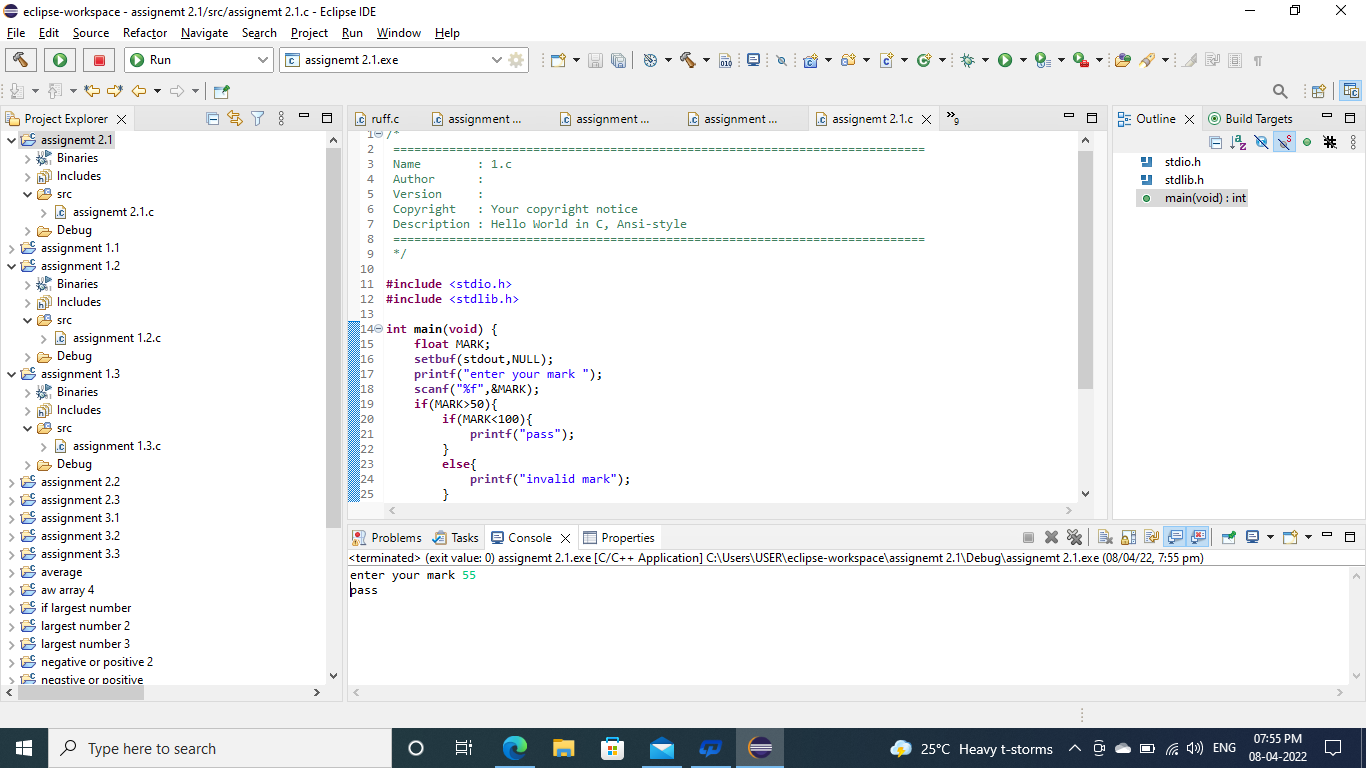 eclipse-workspace - assignemt 2.1/src/assignemt 2.1.c - Eclipse IDE
File Edit Source Refactor Navigate Search Project Run Window Help
Run
assignemt 2.1.exe
Project Explorer
assignemt 2.1
Binaries
Includes
src
assignemt 2.1.c
Debug
assignment 1.1
assignment 1.2
Binaries
Includes
src
assignment 1.2.c
Debug
assignment 1.3
Binaries
Includes
src
assignment 1.3.c
Debug
assignment 2.2
assignment 2.3
assignment 3.1
assignment 3.2
assignment 3.3
average
aw array 4
if largest number
largest number 2
largest number 3
negative or positive 2
negstive or positive
ruff.c assignment ... assignment ... assignment ... assignemt 2.1.c »9
1 /*
2 ============================================================================
3 Name : 1.c
4 Author :
5 Version :
6 Copyright : Your copyright notice
7 Description : Hello World in C, Ansi-style
8 ============================================================================
9 */
10
11 #include <stdio.h>
12 #include <stdlib.h>
13
14 int main(void) {
15 float MARK;
16 setbuf(stdout,NULL);
17 printf("enter your mark ");
18 scanf("%f",&MARK);
19 if(MARK>50){
20 if(MARK<100){
21 printf("pass");
22 }
23 else{
24 printf("invalid mark");
25 }
Outline Build Targets
stdio.h
stdlib.h
main(void) : int
Problems Tasks Console Properties
<terminated> (exit value: 0) assignemt 2.1.exe [C/C++ Application] C:\Users\USER\eclipse-workspace\assignemt 2.1\Debug\assignemt 2.1.exe (08/04/22, 7:55 pm)
enter your mark 55
pass
Type here to search
25°C Heavy t-storms
ENG
07:55 PM
08-04-2022